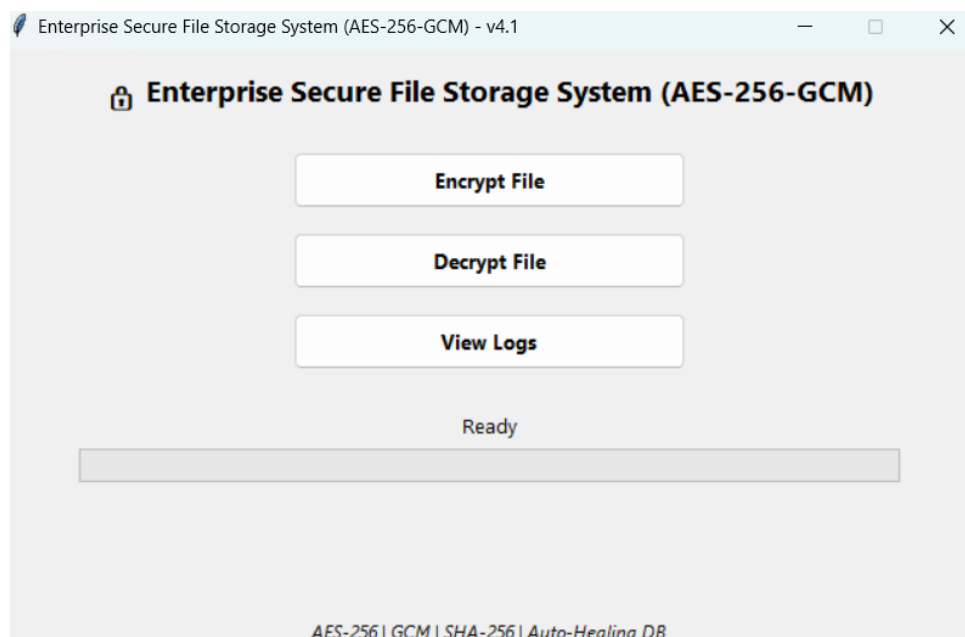 Enterprise Secure File Storage System (AES-256-GCM) - v4.1
Enterprise Secure File Storage System (AES-256-GCM)
Encrypt File
Decrypt File
View Logs
Ready
AES-256 | GCM | SHA-256 | Auto-Healing DB